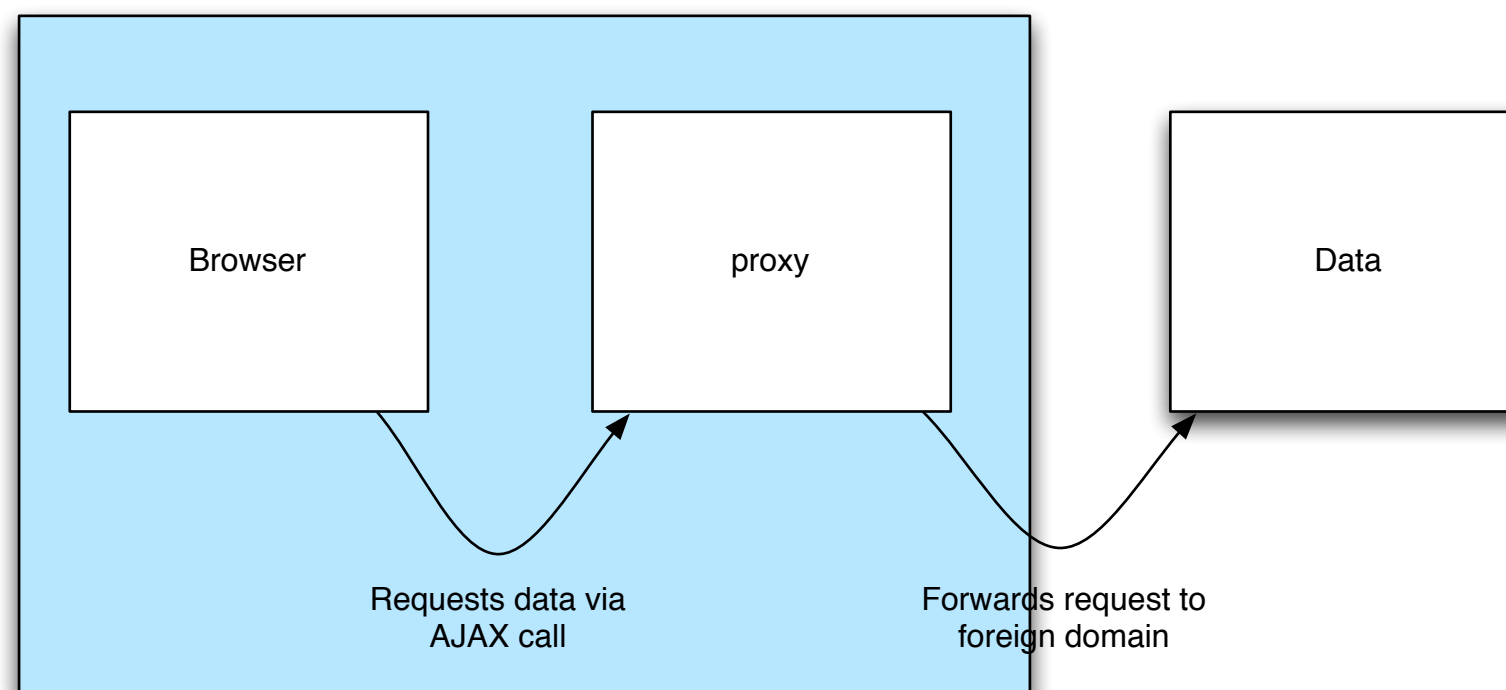 Browser
proxy
Data
Requests data via
AJAX call
Forwards request to
foreign domain